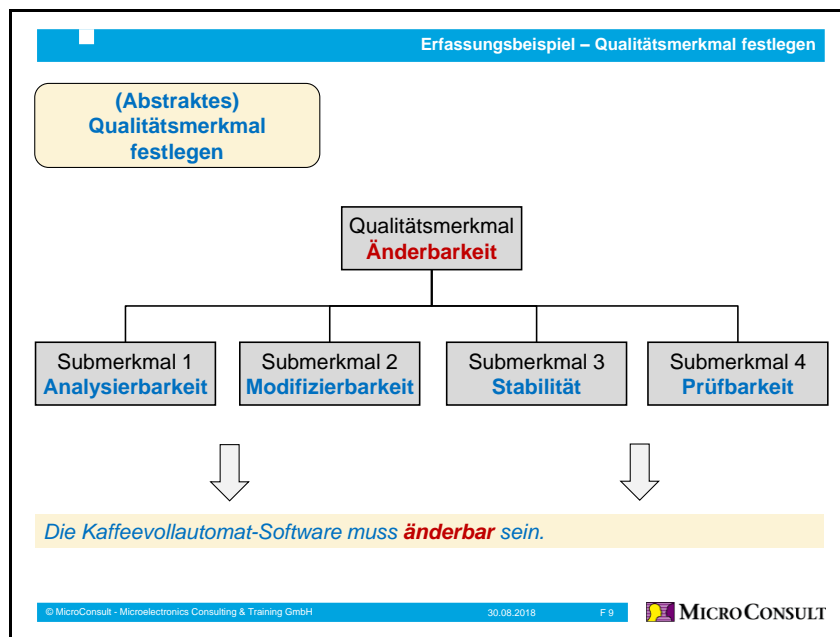 Erfassungsbeispiel – Qualitätsmerkmal festlegen
(Abstraktes)
Qualitätsmerkmal
festlegen
Qualitätsmerkmal
Änderbarkeit
Submerkmal 1
Analysierbarkeit
Submerkmal 2
Modifizierbarkeit
Submerkmal 3
Stabilität
Submerkmal 4
Prüfbarkeit
Die Kaffeevollautomat-Software muss änderbar sein.
© MicroConsult - Microelectronics Consulting & Training GmbH 30.08.2018 F 9
MICROCONSULT